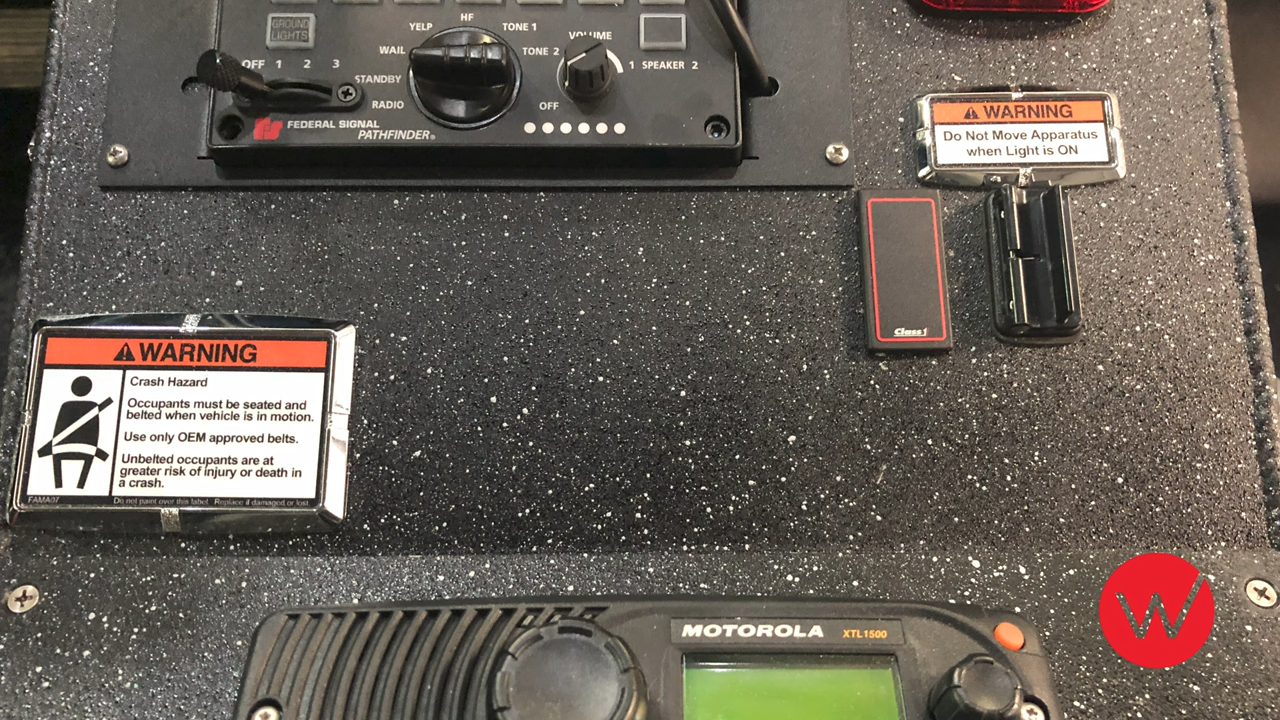 GROUND
LIGHTS
OFF 1 2 3
HF
YELP
TONE 1
WAIL
TONE 2
STANDBY
RADIO
VOLUME
OFF
1 SPEAKER 2
FEDERAL SIGNAL
PATHFINDER®
WARNING
Do Not Move Apparatus
when Light is ON
Class1
WARNING
Crash Hazard
Occupants must be seated and
belted when vehicle is in motion.
Use only OEM approved belts.
Unbelted occupants are at
greater risk of injury or death in
a crash.
FAMA07 Do not paint over this label Replace if damaged or lost
MOTOROLA XTL1500
W